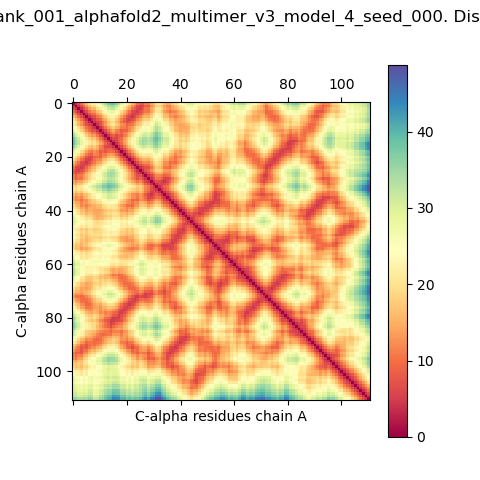 ank_001_alphafold2_multimer_v3_model_4_seed_000. Dis
0 20 40 60 80 100
0
20
40
60
80
100
C-alpha residues chain A
C-alpha residues chain A
40
30
20
10
0